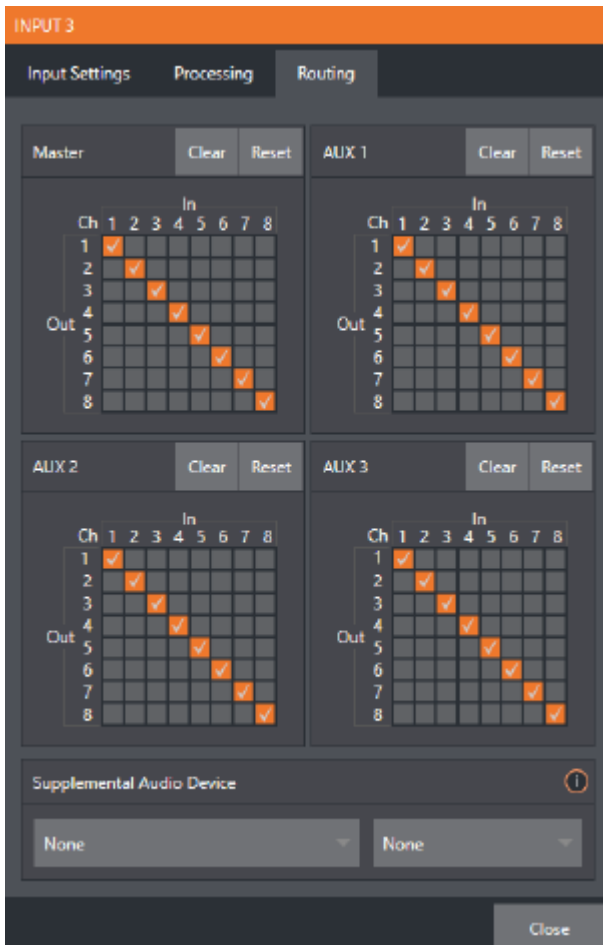 INPUT 3
Input Settings Processing Routing
Master Clear Reset AUX 1 Clear Reset
In In
Ch 1 2 3 4 5 6 7 8 Ch 1 2 3 4 5 6 7 8
1 1
2 2
3 3
Out 4 Out 4
5 5
6 6
7 7
8 8
AUX 2 Clear Reset AUX 3 Clear Reset
In In
Ch 1 2 3 4 5 6 7 8 Ch 1 2 3 4 5 6 7 8
1 1
2 2
3 3
Out 4 Out 4
5 5
6 6
7 7
8 8
Supplemental Audio Device
None None
Close